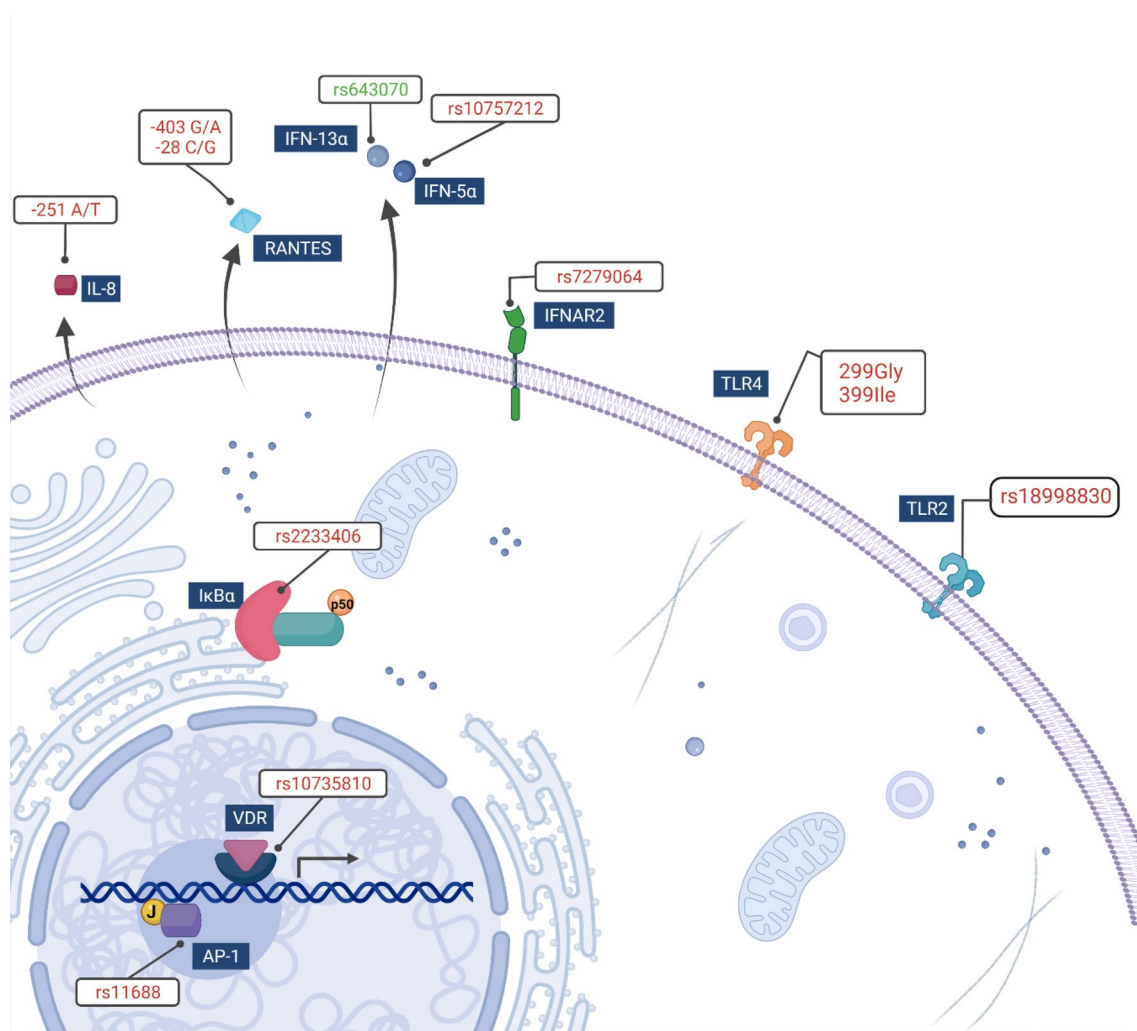 rs643070
rs10757212
-403 G/A
-28 C/G
IFN-13α
IFN-5α
-251 A/T
RANTES
IL-8
rs7279064
IFNAR2
TLR4
299Gly
399Ile
TLR2
rs18998830
rs2233406
IκBα
p50
rs10735810
VDR
J
AP-1
rs11688